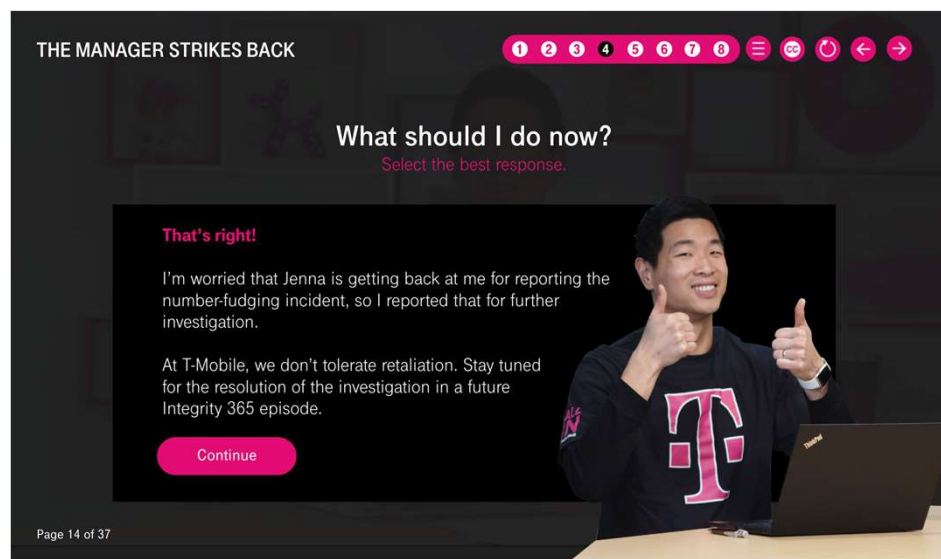 THE MANAGER STRIKES BACK
1 2 3 4 5 6 7 8 CC
What should I do now?
Select the best response.
That's right!
I'm worried that Jenna is getting back at me for reporting the
number-fudging incident, so I reported that for further
investigation.
At T-Mobile, we don't tolerate retaliation. Stay tuned
for the resolution of the investigation in a future
Integrity 365 episode.
Continue
T
ThinkPad
Page 14 of 37